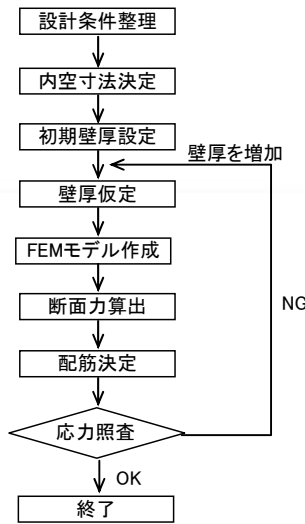 設計条件整理
内空寸法決定
初期壁厚設定
壁厚を増加
壁厚仮定
FEMモデル作成
断面力算出
NG
配筋決定
応力照査
OK
終了